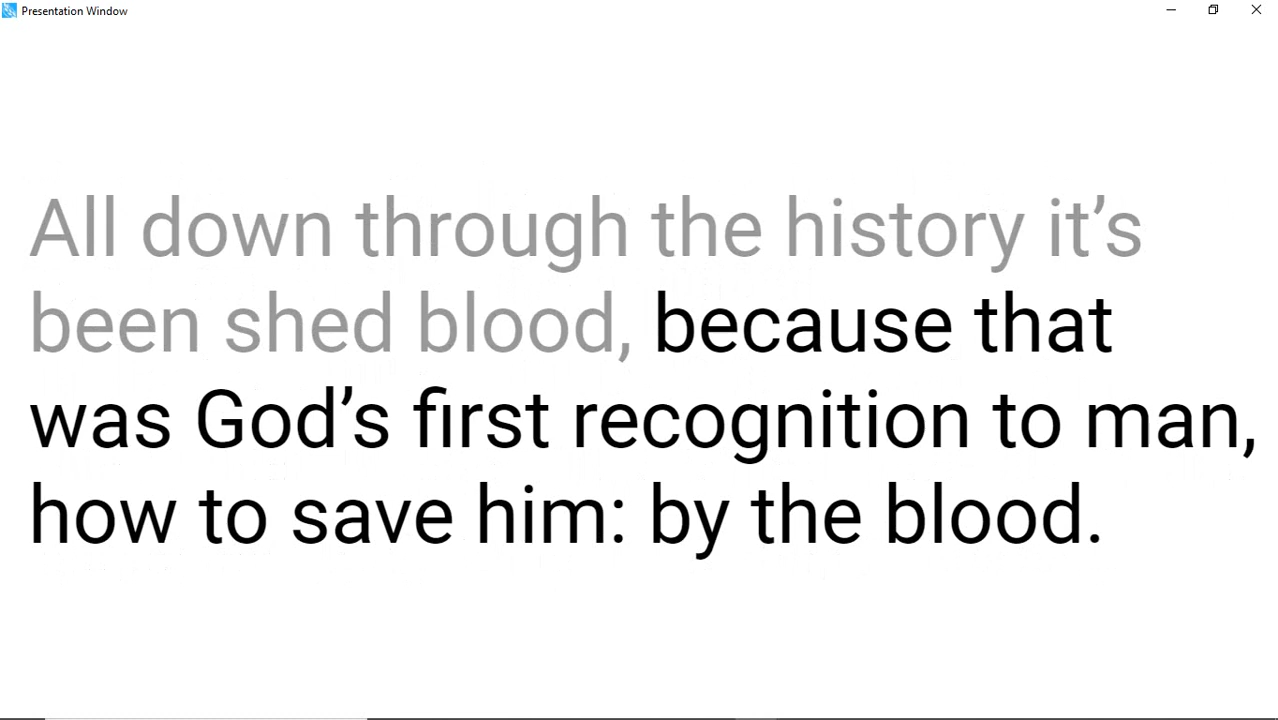 Presentation Window
All down through the history it’s
been shed blood, because that
was God’s first recognition to man,
how to save him: by the blood.